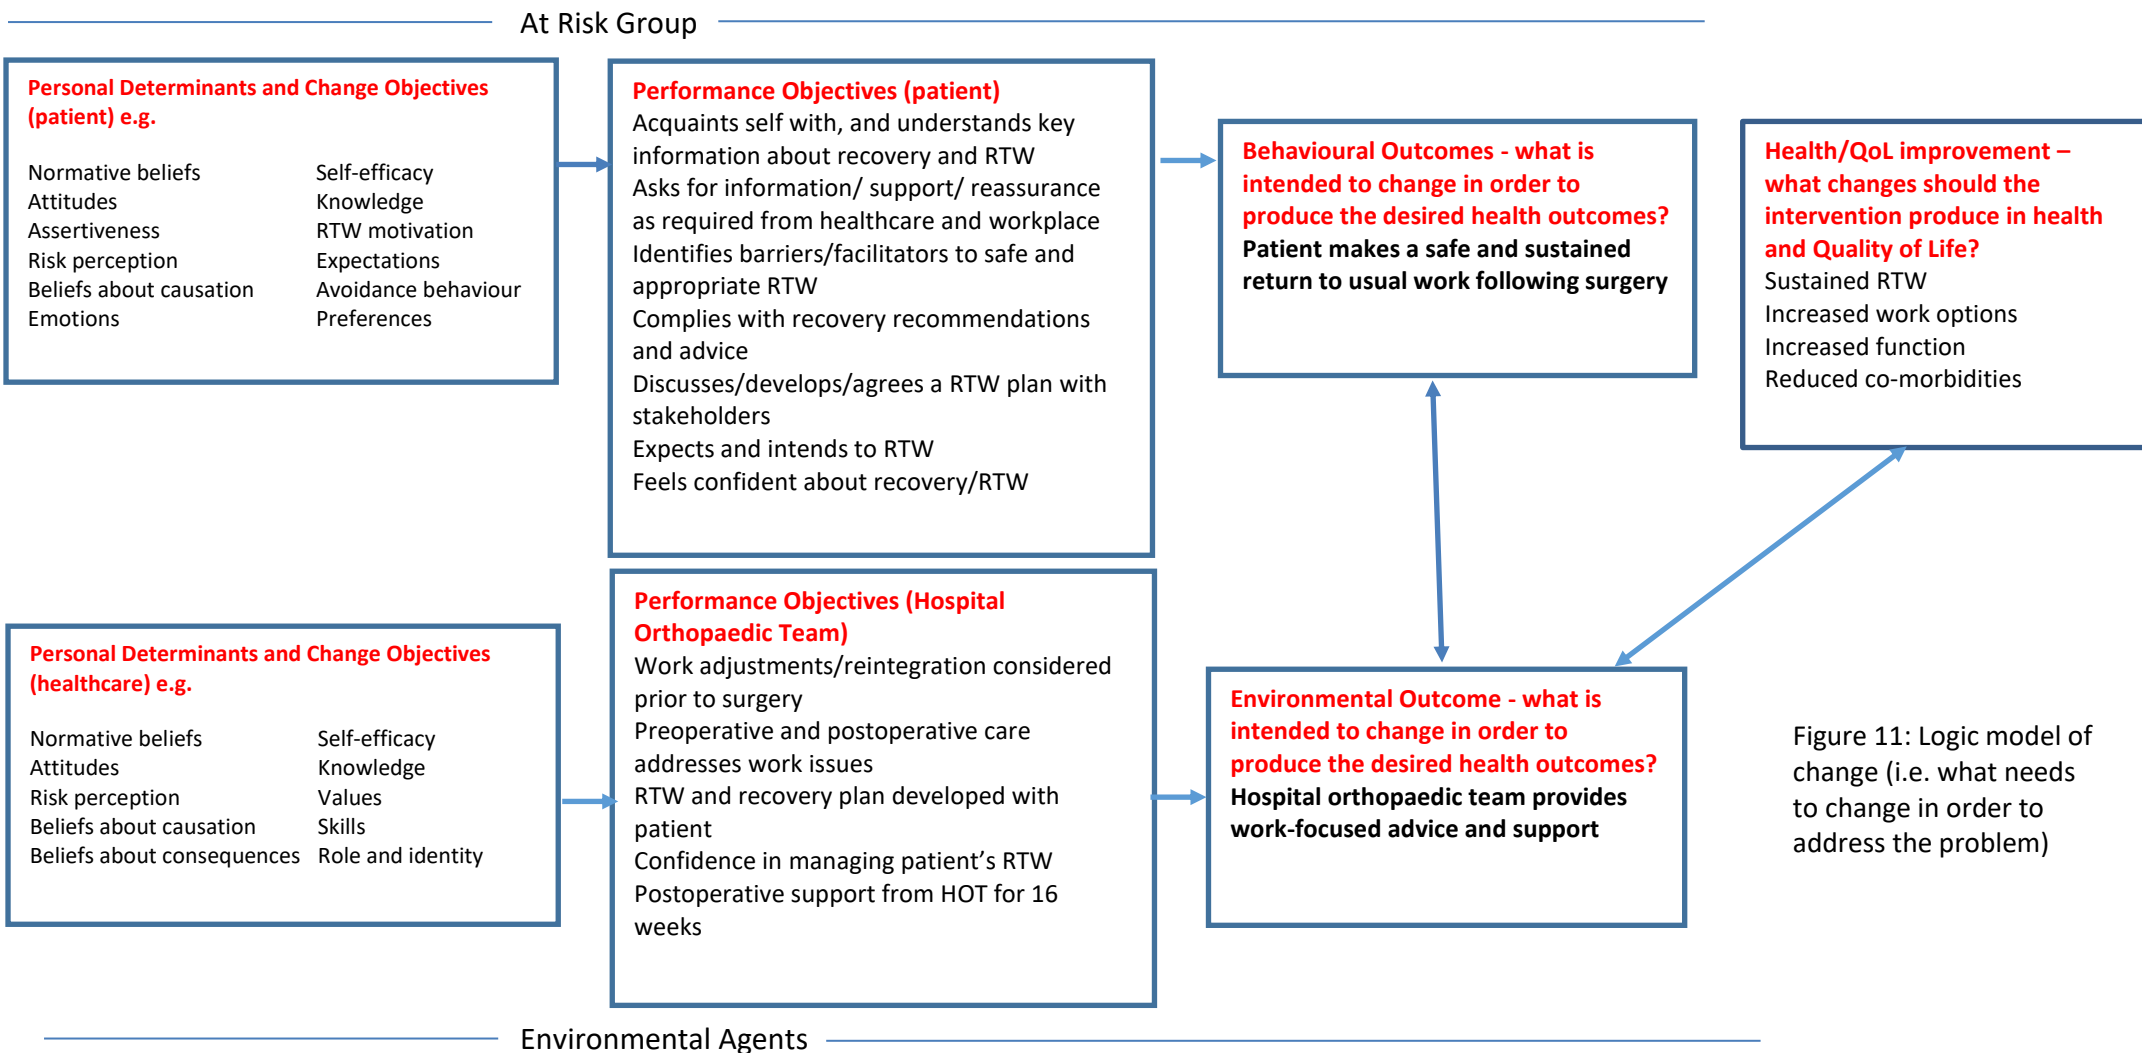 At Risk Group
Personal Determinants and Change Objectives
(patient) e.g.
Normative beliefs
Attitudes
Assertiveness
Risk perception
Beliefs about causation
Emotions
Self-efficacy
Knowledge
RTW motivation
Expectations
Avoidance behaviour
Preferences
Performance Objectives (patient)
Acquaints self with, and understands key
information about recovery and RTW
Asks for information/ support/ reassurance
as required from healthcare and workplace
Identifies barriers/facilitators to safe and
appropriate RTW
Complies with recovery recommendations
and advice
Discusses/develops/agrees a RTW plan with
stakeholders
Expects and intends to RTW
Feels confident about recovery/RTW
Behavioural Outcomes - what is
intended to change in order to
produce the desired health outcomes?
Patient makes a safe and sustained
return to usual work following surgery
Health/QoL improvement –
what changes should the
intervention produce in health
and Quality of Life?
Sustained RTW
Increased work options
Increased function
Reduced co-morbidities
Personal Determinants and Change Objectives
(healthcare) e.g.
Normative beliefs
Attitudes
Risk perception
Beliefs about causation
Beliefs about consequences
Self-efficacy
Knowledge
Values
Skills
Role and identity
Performance Objectives (Hospital
Orthopaedic Team)
Work adjustments/reintegration considered
prior to surgery
Preoperative and postoperative care
addresses work issues
RTW and recovery plan developed with
patient
Confidence in managing patient’s RTW
Postoperative support from HOT for 16
weeks
Environmental Outcome - what is
intended to change in order to
produce the desired health outcomes?
Hospital orthopaedic team provides
work-focused advice and support
Figure 11: Logic model of
change (i.e. what needs
to change in order to
address the problem)
Environmental Agents